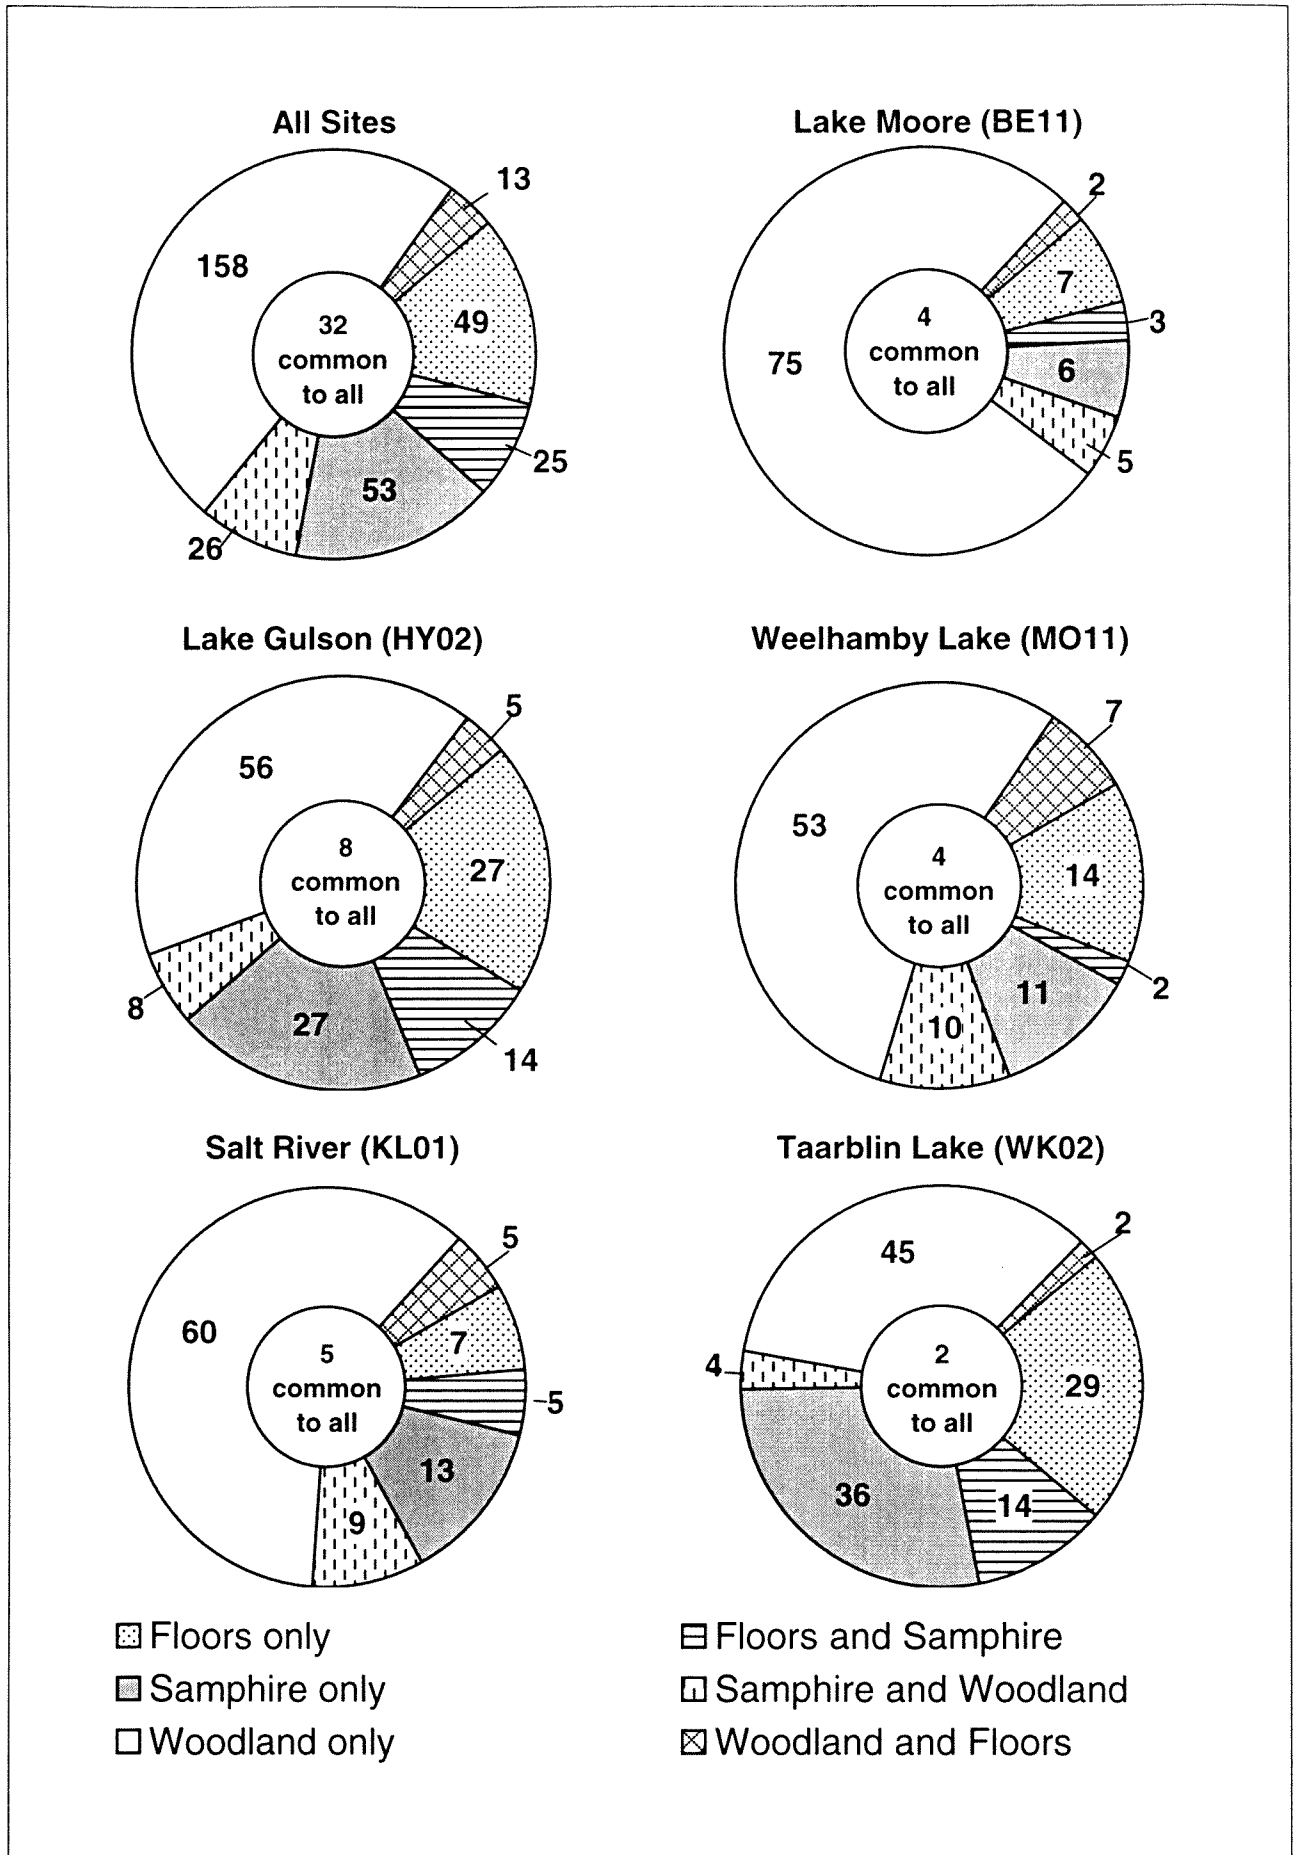 All Sites
13
158
49
32
common
to all
25
53
26
Lake Moore (BE11)
2
7
3
4
common
to all
75
6
5
Lake Gulson (HY02)
5
56
27
8
common
to all
8
27
14
Weelhamby Lake (MO11)
7
53
14
4
common
to all
2
11
10
Salt River (KL01)
5
60
7
5
common
to all
5
13
9
Taarblin Lake (WK02)
2
45
4
2
common
to all
29
36
14
Floors only
Samphire only
Woodland only
Floors and Samphire
Samphire and Woodland
Woodland and Floors